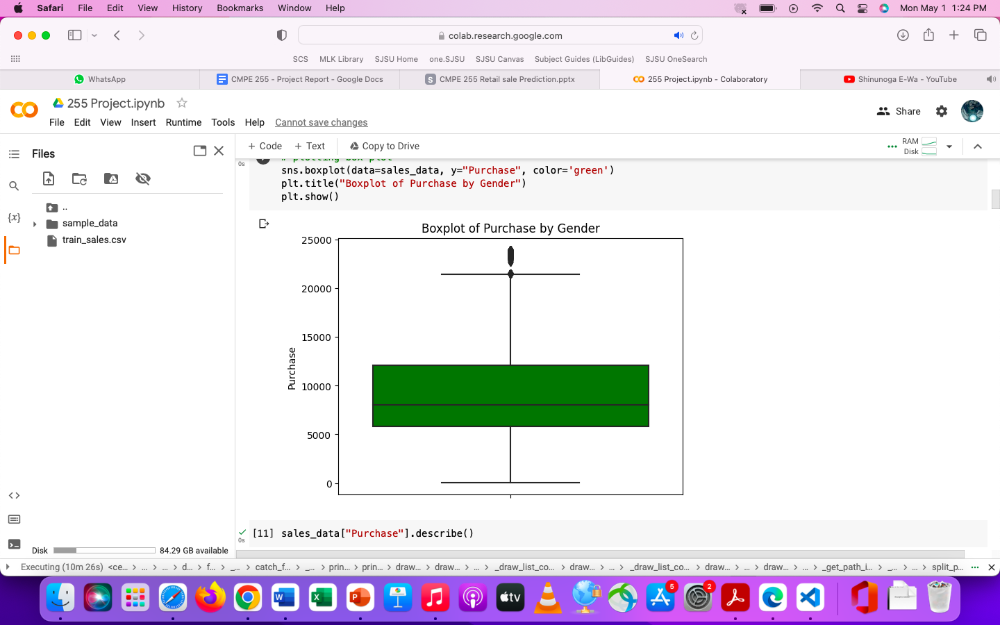 Safari File Edit View History Bookmarks Window Help Mon May 1 1:24 PM
colab.research.google.com
SCS MLK Library SJSU Home one.SJSU SJSU Canvas Subject Guides (LibGuides) SJSU OneSearch
WhatsApp CMPE 255 - Project Report - Google Docs CMPE 255 Retail sale Prediction.pptx 255 Project.ipynb - Colaboratory Shinunoga E-Wa - YouTube
255 Project.ipynb
File Edit View Insert Runtime Tools Help Cannot save changes
Share
Files
+ Code + Text Copy to Drive
RAM
Disk
..
sample_data
train_sales.csv
{x}
0s
# plotting box plot
sns.boxplot(data=sales_data, y="Purchase", color='green')
plt.title("Boxplot of Purchase by Gender")
plt.show()
Boxplot of Purchase by Gender
25000
20000
15000
10000
5000
0
Purchase
[11] sales_data["Purchase"].describe()
0s
Disk 84.29 GB available
Executing (10m 26s) <ce... > ... > ... > d... > f... > _... > catch_f... > _... > prin... > prin... > draw... > draw... > ... > _draw_list_co... > draw... > ... > _draw_list_co... > draw... > ... > draw... > ... > _get_path_i... > _... > ... > split_p...
5
2
tv